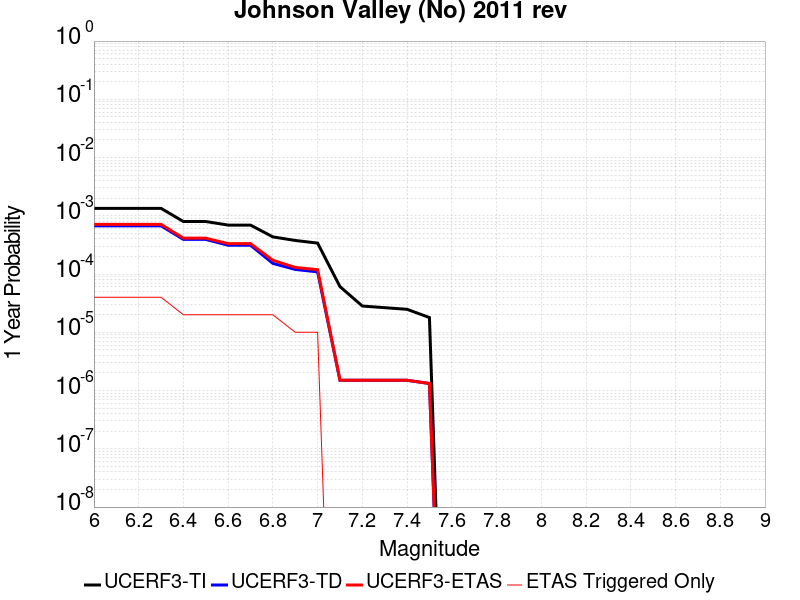 Johnson Valley (No) 2011 rev
10 0
10 -1
10 -2
10 -3
10 -4
10 -5
10 -6
10 -7
10 -8
1 Year Probability
6 6.2 6.4 6.6 6.8 7 7.2 7.4 7.6 7.8 8 8.2 8.4 8.6 8.8 9
Magnitude
UCERF3-TI UCERF3-TD UCERF3-ETAS ETAS Triggered Only